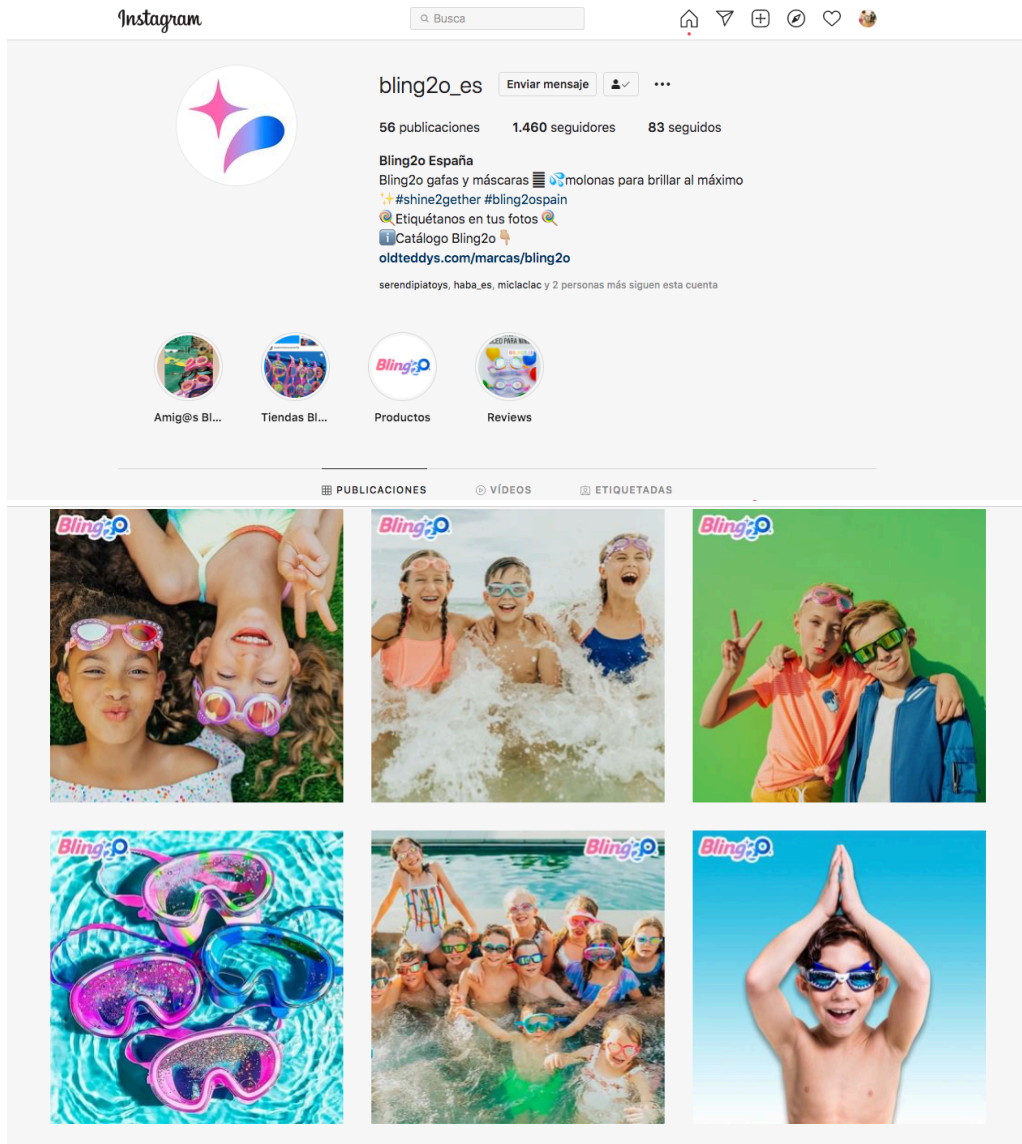 Instagram
Busca
bling2o_es Enviar mensaje
56 publicaciones 1.460 seguidores 83 seguidos
Bling2o España
Bling2o gafas y máscaras 💈 💦molonas para brillar al máximo
✨#shine2gether #bling2ospain
🍭Etiquétanos en tus fotos 🍭
ℹ️Catálogo Bling2o 👇🏼
oldteddys.com/marcas/bling2o
serendipiatoys, haba_es, miclaclac y 2 personas más siguen esta cuenta
Bling2O
Amig@s Bl... Tiendas Bl... Productos Reviews
PUBLICACIONES VÍDEOS ETIQUETADAS
Bling2O Bling2O Bling2O
Bling2O Bling2O Bling2O